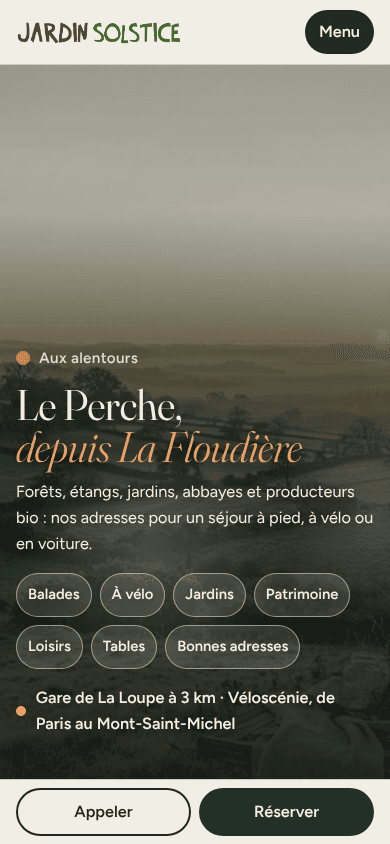 JARDIN SOLSTICE
Menu
Aux alentours
Le Perche,
depuis La Floudière
Forêts, étangs, jardins, abbayes et producteurs
bio : nos adresses pour un séjour à pied, à vélo ou
en voiture.
Balades
À vélo
Jardins
Patrimoine
Loisirs
Tables
Bonnes adresses
Gare de La Loupe à 3 km · Véloscénie, de
Paris au Mont-Saint-Michel
Appeler
Réserver